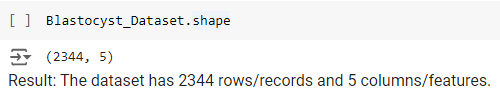 [ ] Blastocyst_Dataset.shape
(2344, 5)
Result: The dataset has 2344 rows/records and 5 columns/features.